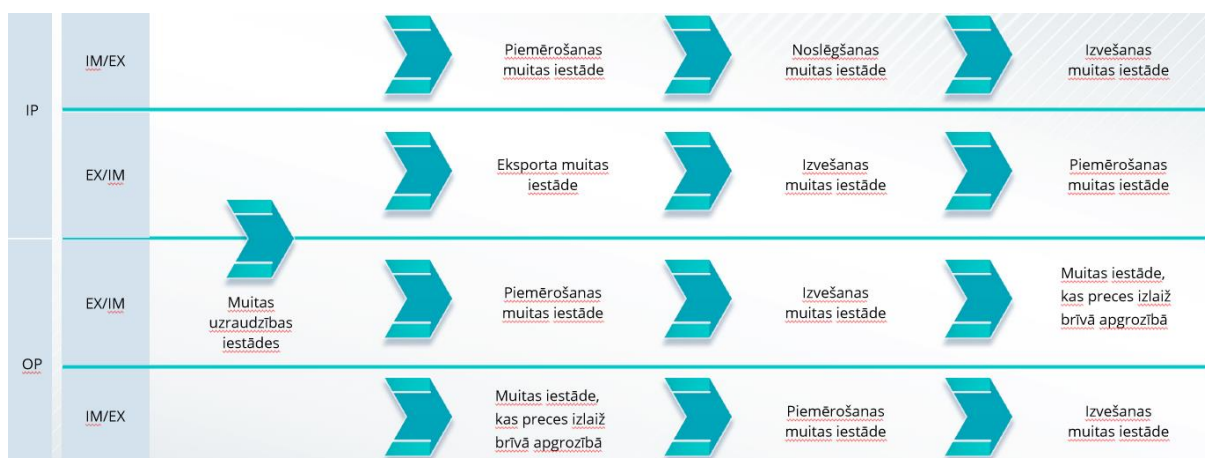 IP
IM/EX
Piemērošanas
muitas iestāde
Noslēgšanas
muitas iestāde
Izvešanas
muitas iestāde
EX/IM
Eksporta muitas
iestāde
Izvešanas
muitas iestāde
Piemērošanas
muitas iestāde
Muitas
uzraudzības
iestādes
OP
EX/IM
Piemērošanas
muitas iestāde
Izvešanas
muitas iestāde
Muitas iestāde,
kas preces izlaiž
brīvā apgrozībā
IM/EX
Muitas iestāde,
kas preces izlaiž
brīvā apgrozībā
Piemērošanas
muitas iestāde
Izvešanas
muitas iestāde